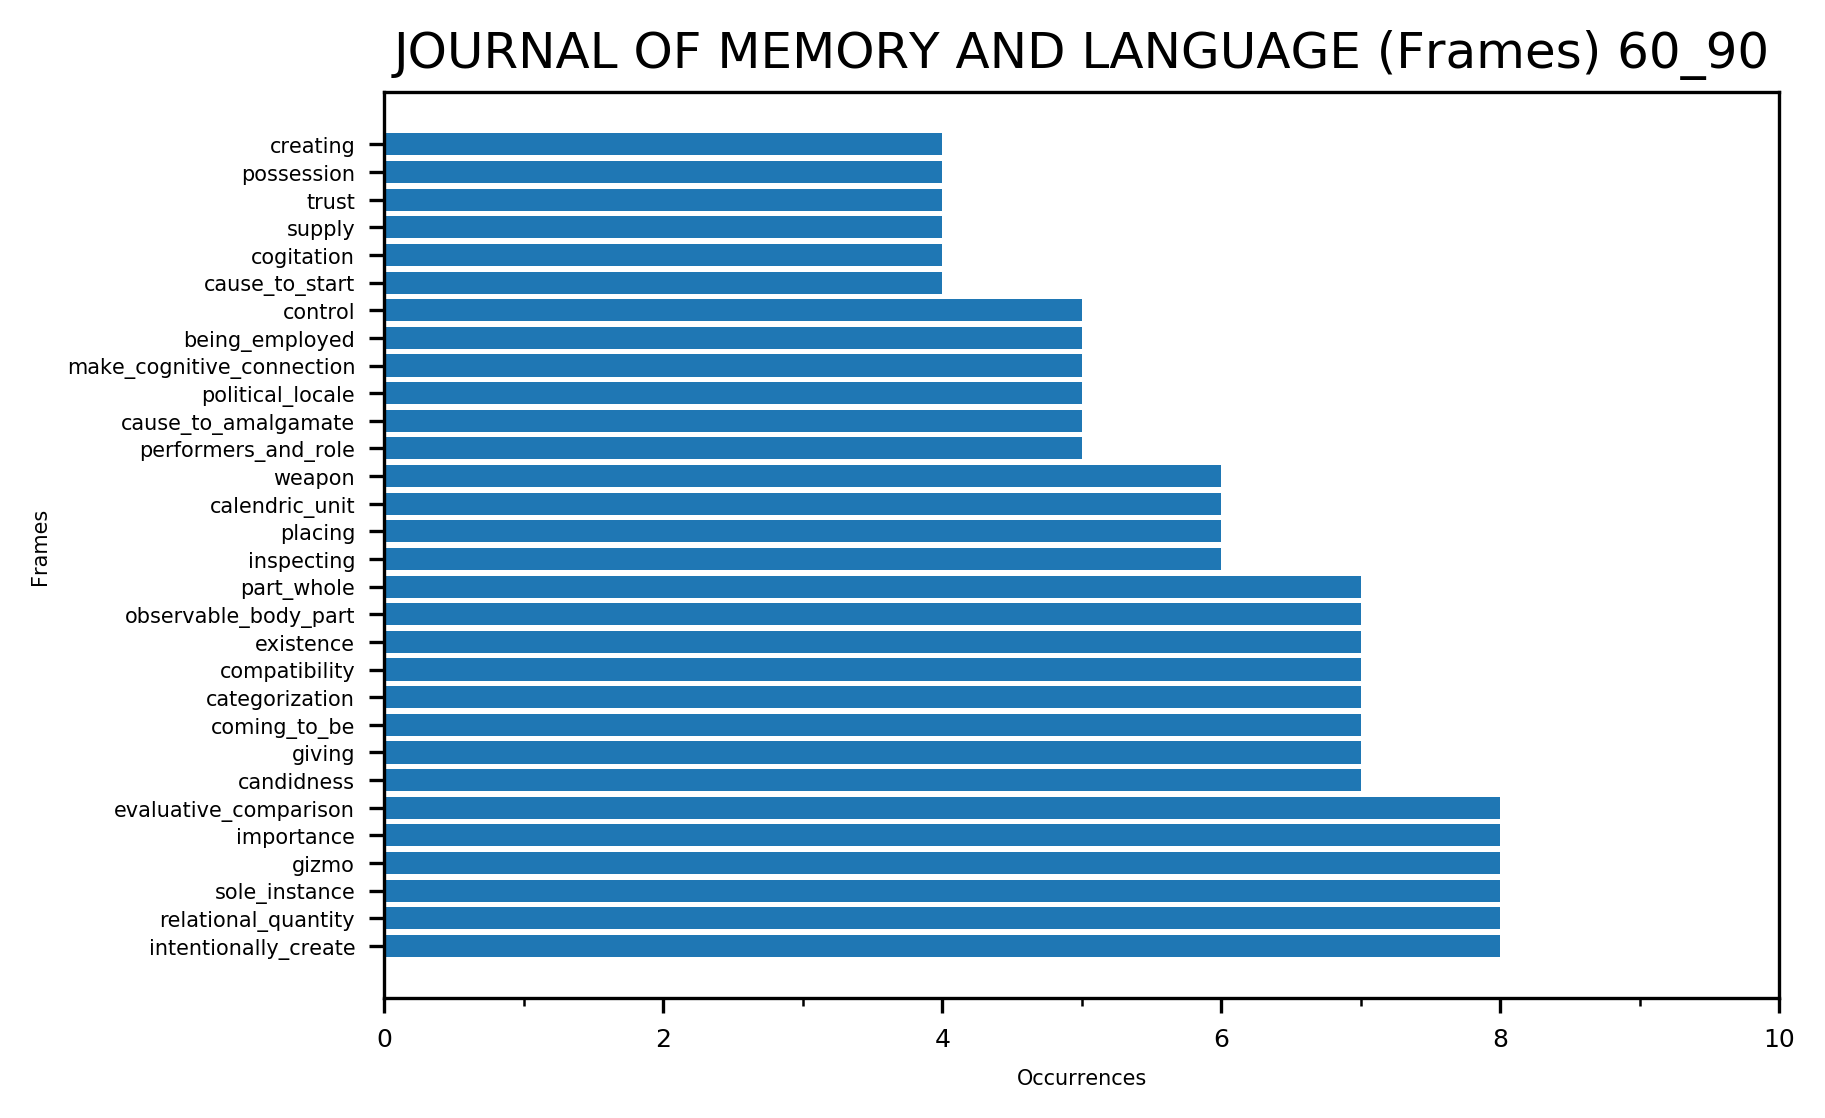 JOURNAL OF MEMORY AND LANGUAGE (Frames) 60_90
creating
possession
trust
supply
cogitation
cause_to_start
control
being_employed
make_cognitive_connection
political_locale
cause_to_amalgamate
performers_and_role
weapon
calendric_unit
placing
inspecting
part_whole
observable_body_part
existence
compatibility
categorization
coming_to_be
giving
candidness
evaluative_comparison
importance
gizmo
sole_instance
relational_quantity
intentionally_create
Frames
0 2 4 6 8 10
Occurrences